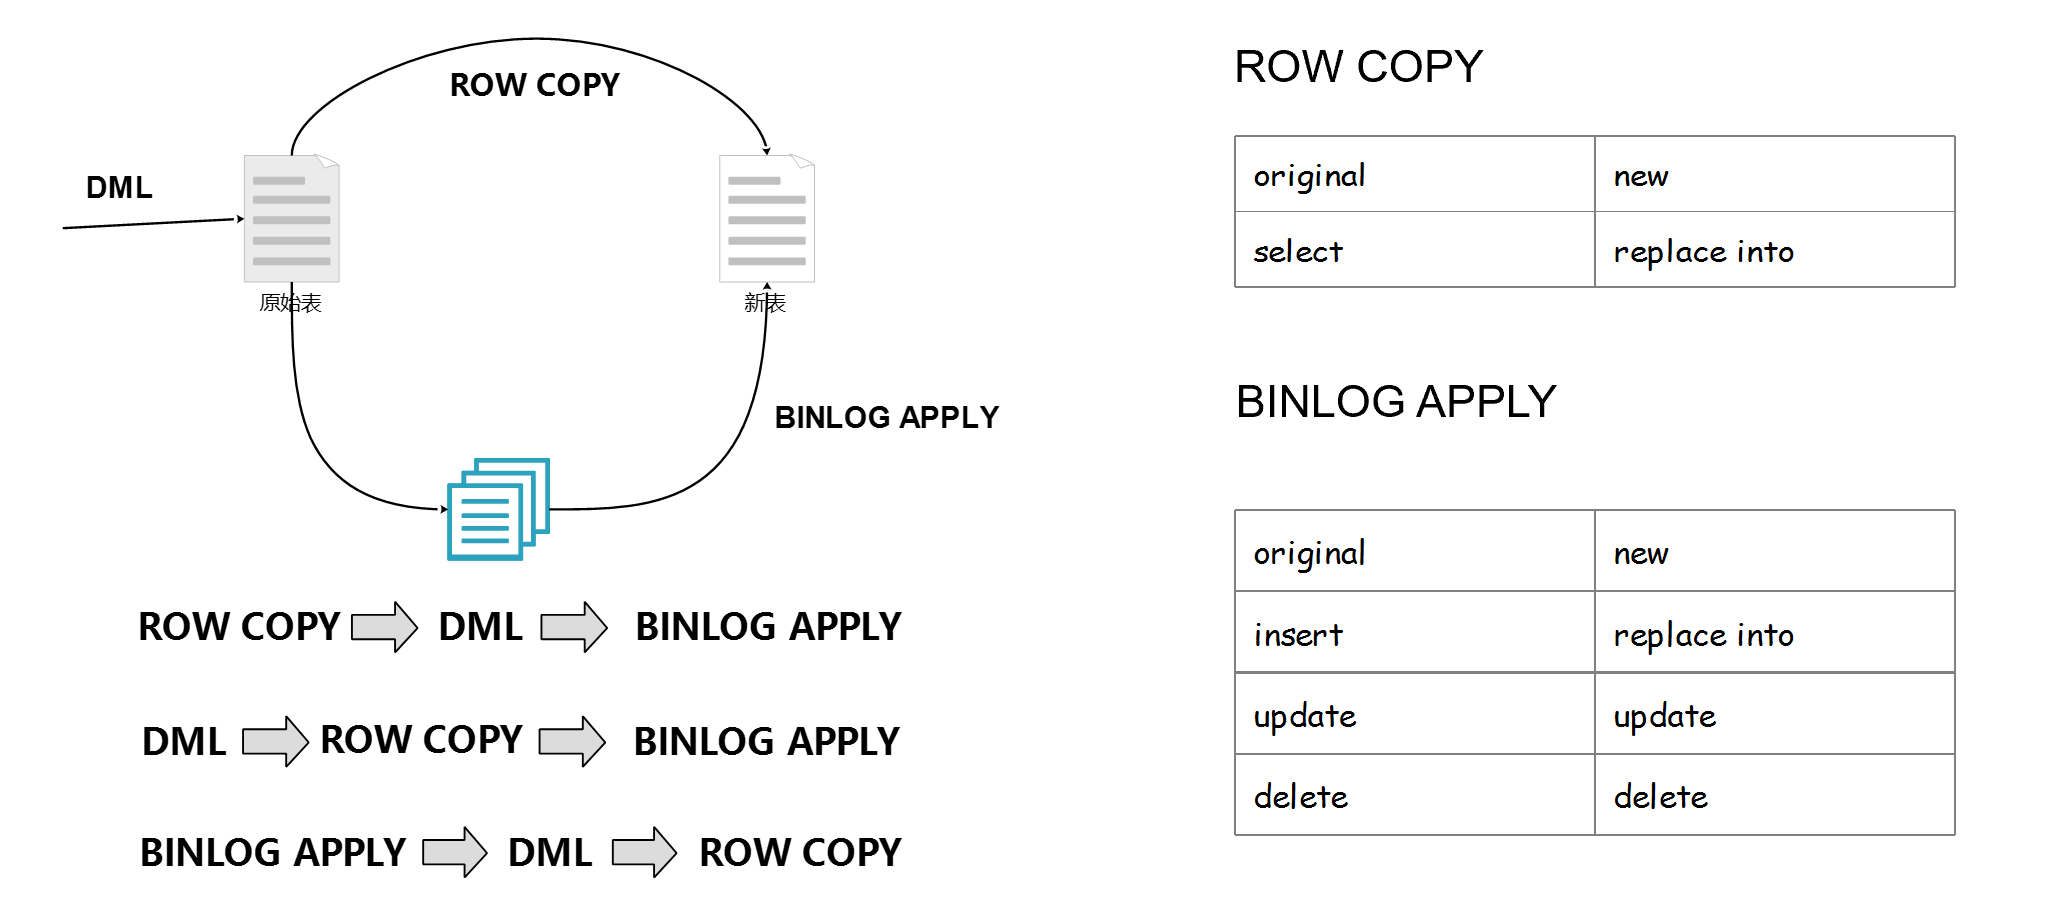 ROW COPY
DML
原始表
新表
BINLOG APPLY
ROW COPY DML BINLOG APPLY
DML ROW COPY BINLOG APPLY
BINLOG APPLY DML ROW COPY
ROW COPY
original new
select replace into
BINLOG APPLY
original new
insert replace into
update update
delete delete